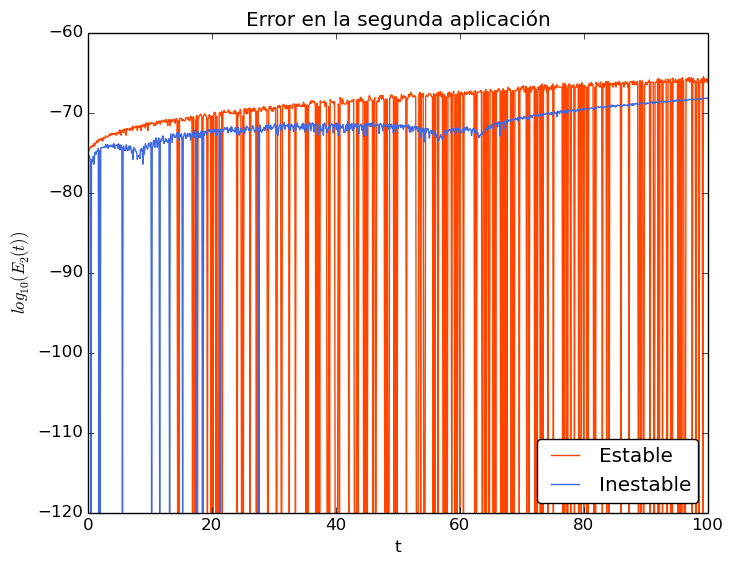 Error en la segunda aplicación
−60
−70
−80
−90
−100
−110
−120
log₁₀(E₂(t))
0 20 40 60 80 100
t
Estable
Inestable